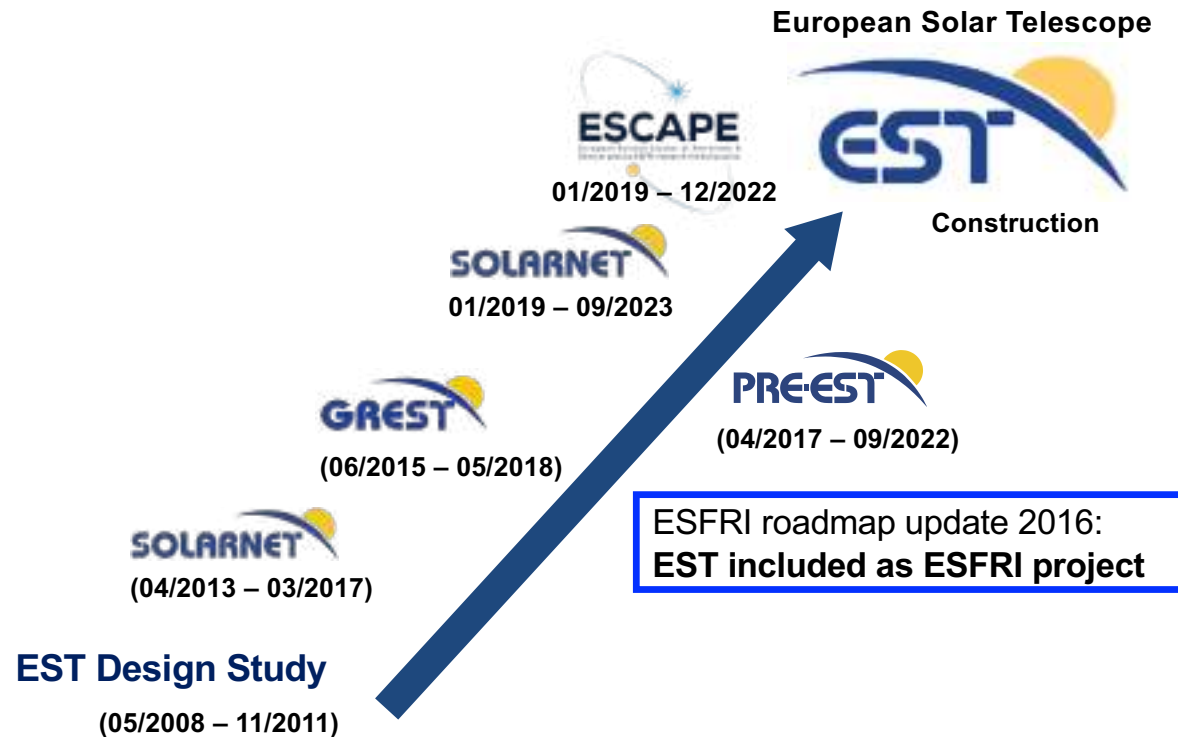 European Solar Telescope
EST
Construction
ESCAPE
01/2019 – 12/2022
SOLARNET
01/2019 – 09/2023
PRE-EST
(04/2017 – 09/2022)
GREST
(06/2015 – 05/2018)
ESFRI roadmap update 2016:
EST included as ESFRI project
SOLARNET
(04/2013 – 03/2017)
EST Design Study
(05/2008 – 11/2011)